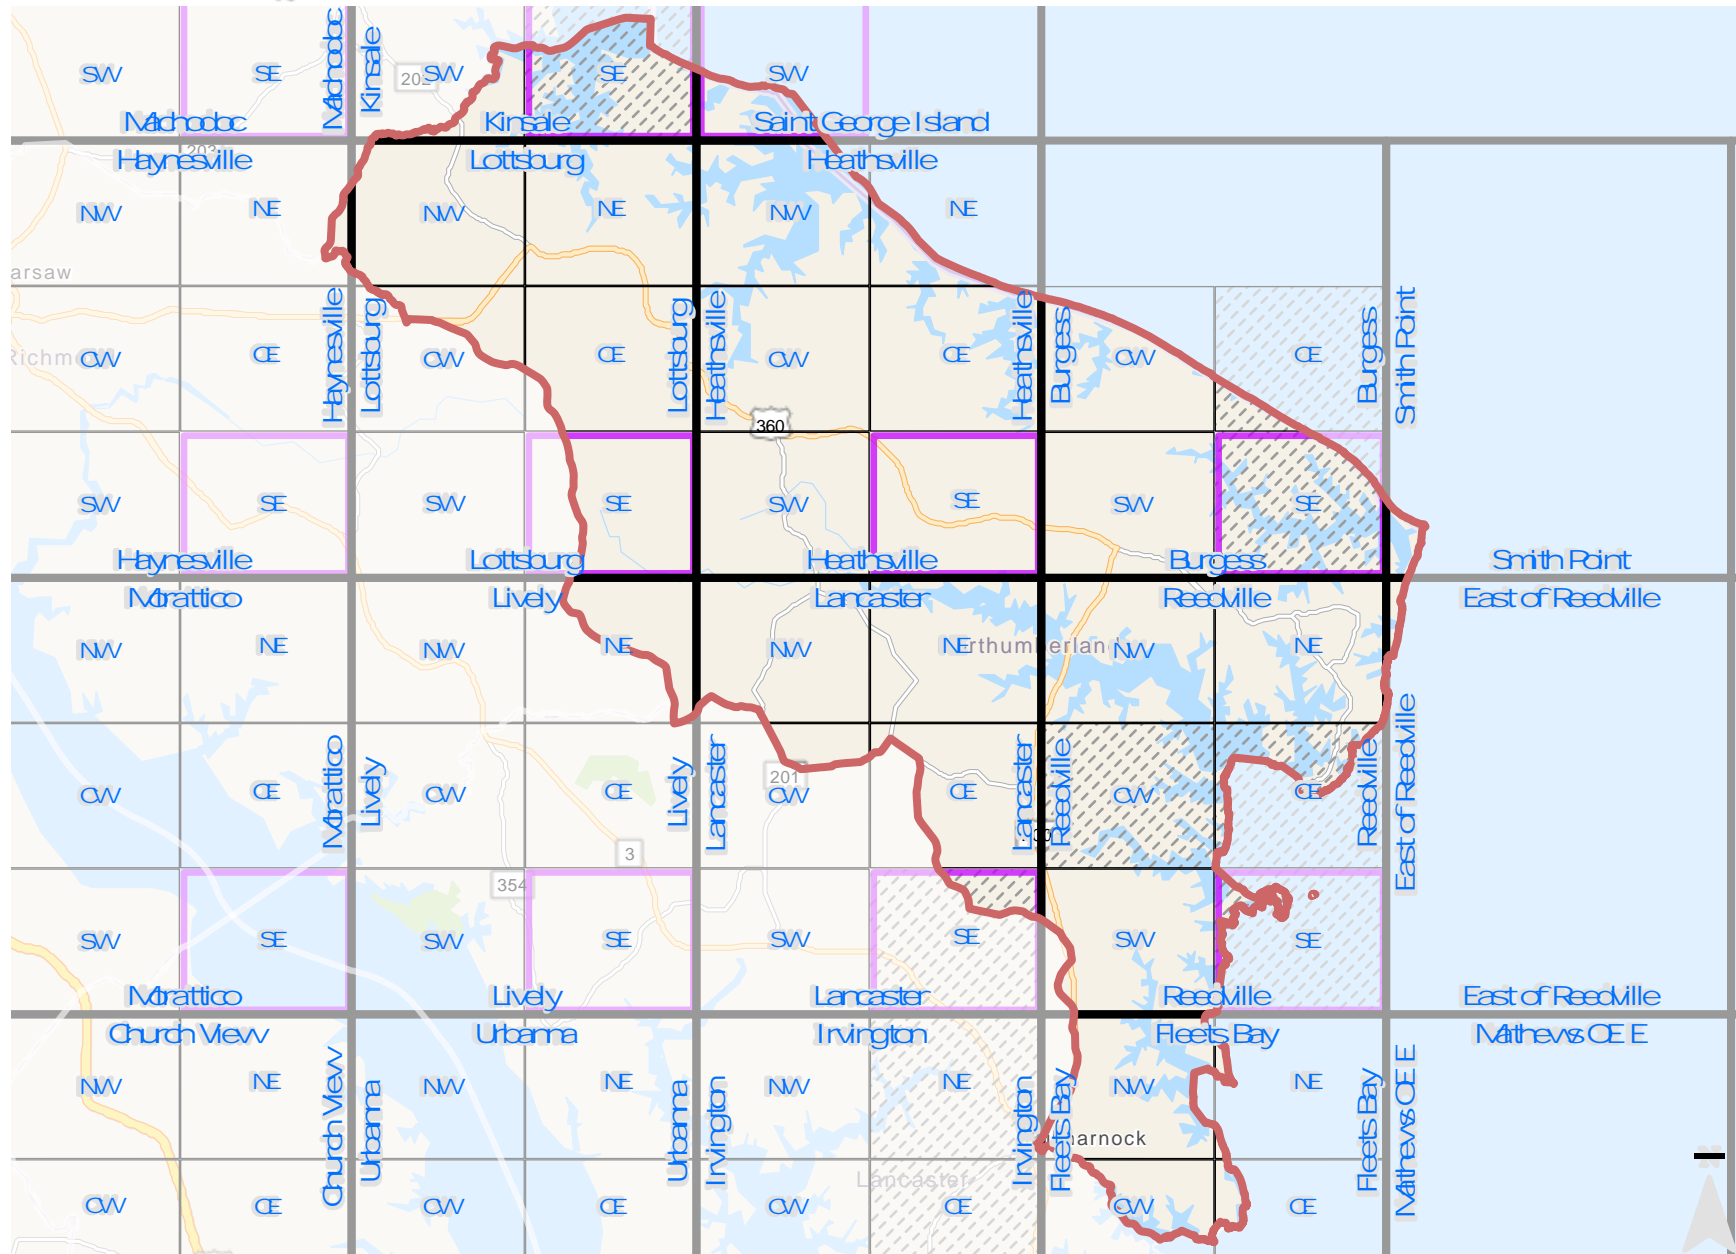 SW SE Machodoc Kinsale 202 SW SE SW
Machodoc Kinsale Saint George Island
Haynesville 203 Lottsburg Heathsville
NW NE NW NE NW NE
arsaw
Haynesville Lottsburg Lottsburg Heathsville Heathsville Burgess Burgess Smith Point
Richm CW CE CW CE CW CE CW CE
360
SW SE SW SE SW SE SW SE
Haynesville Lottsburg Heathsville Burgess Smith Point
Morattico Lively Lancaster Reedville East of Reedville
NW NE NW NE NW NE rthumberland NW NE
Morattico Lively Lively Lancaster Lancaster Reedville Reedville East of Reedville
201
CW CE CW CE CW CE CW CE
3
354
SW SE SW SE SW SE SW SE
Morattico Lively Lancaster Reedville East of Reedville
Church View Urbanna Irvington Fleets Bay Mathews OE E
NW NE NW NE NW NE NW NE
Church View Urbanna Urbanna Irvington Irvington Fleets Bay Fleets Bay Mathews OE E
arnock
Lancaster
CW CE CW CE CW CE CW CE